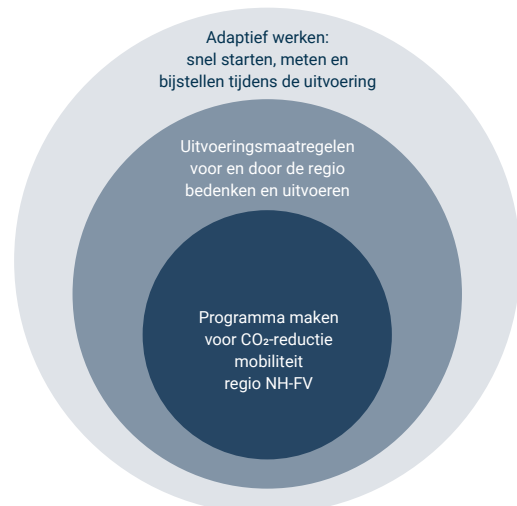 Adaptief werken:
snel starten, meten en
bijstellen tijdens de uitvoering
Uitvoeringsmaatregelen
voor en door de regio
bedenken en uitvoeren
Programma maken
voor CO₂-reductie
mobiliteit
regio NH-FV